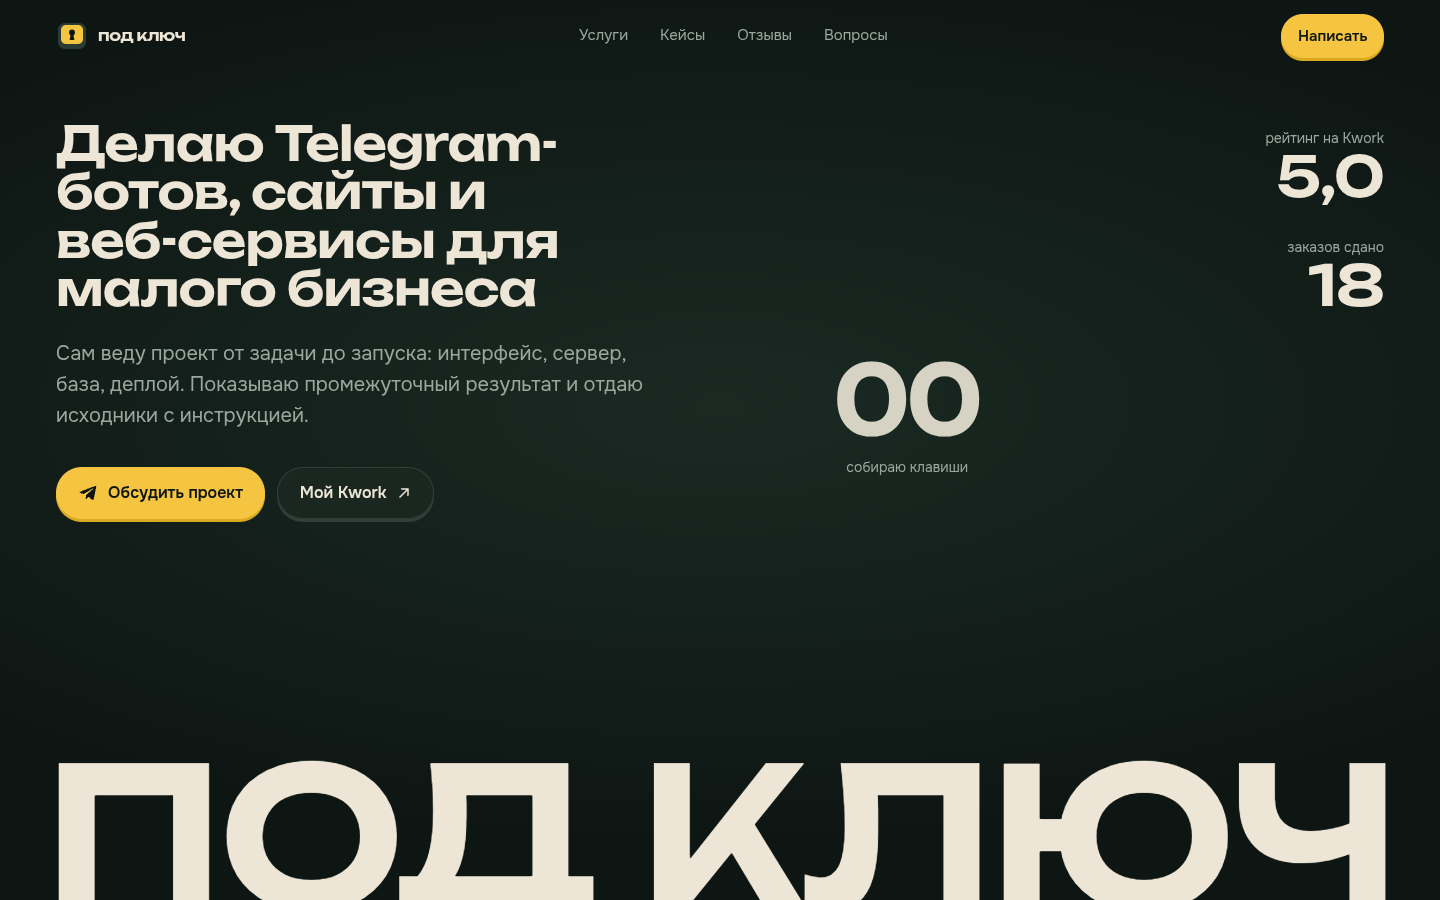 под ключ
Услуги
Кейсы
Отзывы
Вопросы
Написать
Делаю Telegram-
ботов, сайты и
веб-сервисы для
малого бизнеса
рейтинг на Kwork
5,0
заказов сдано
18
Сам веду проект от задачи до запуска: интерфейс, сервер,
база, деплой. Показываю промежуточный результат и отдаю
исходники с инструкцией.
00
собираю клавиши
Обсудить проект
Мой Kwork
ПОД КЛЮЧ